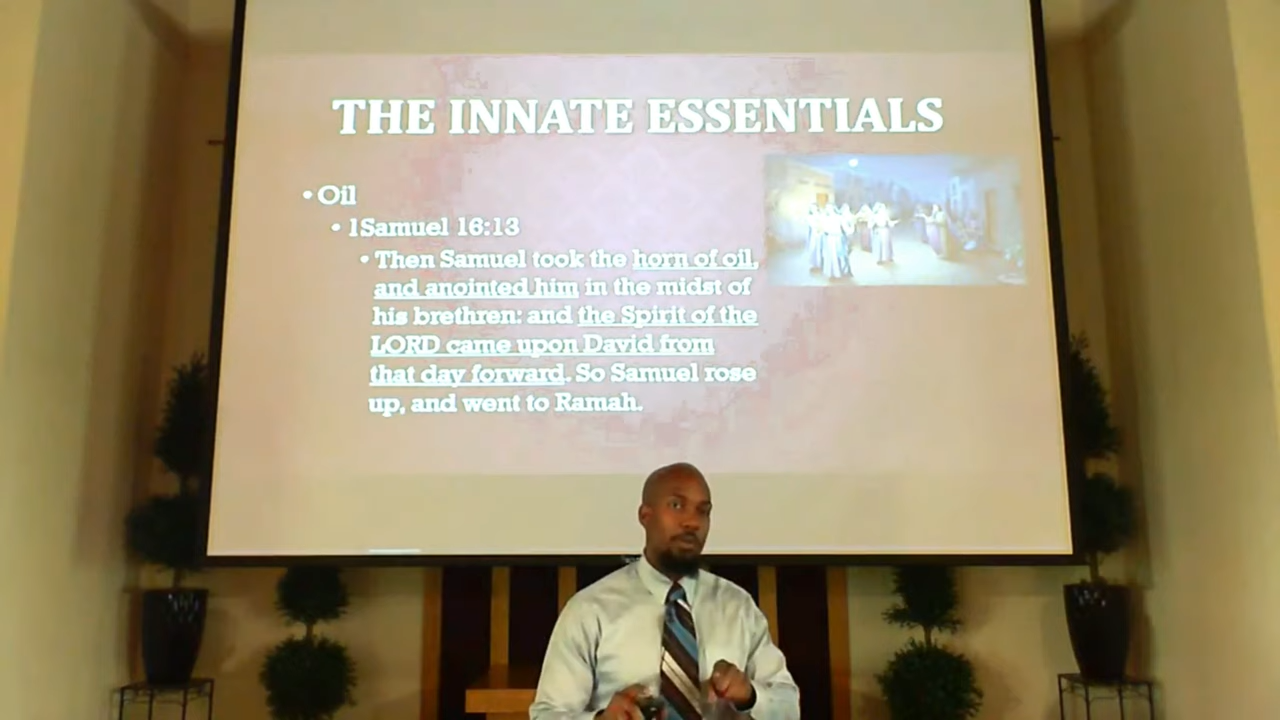 THE INNATE ESSENTIALS
• Oil
• 1Samuel 16:13
• Then Samuel took the horn of oil,
and anointed him in the midst of
his brethren: and the Spirit of the
LORD came upon David from
that day forward. So Samuel rose
up, and went to Ramah.